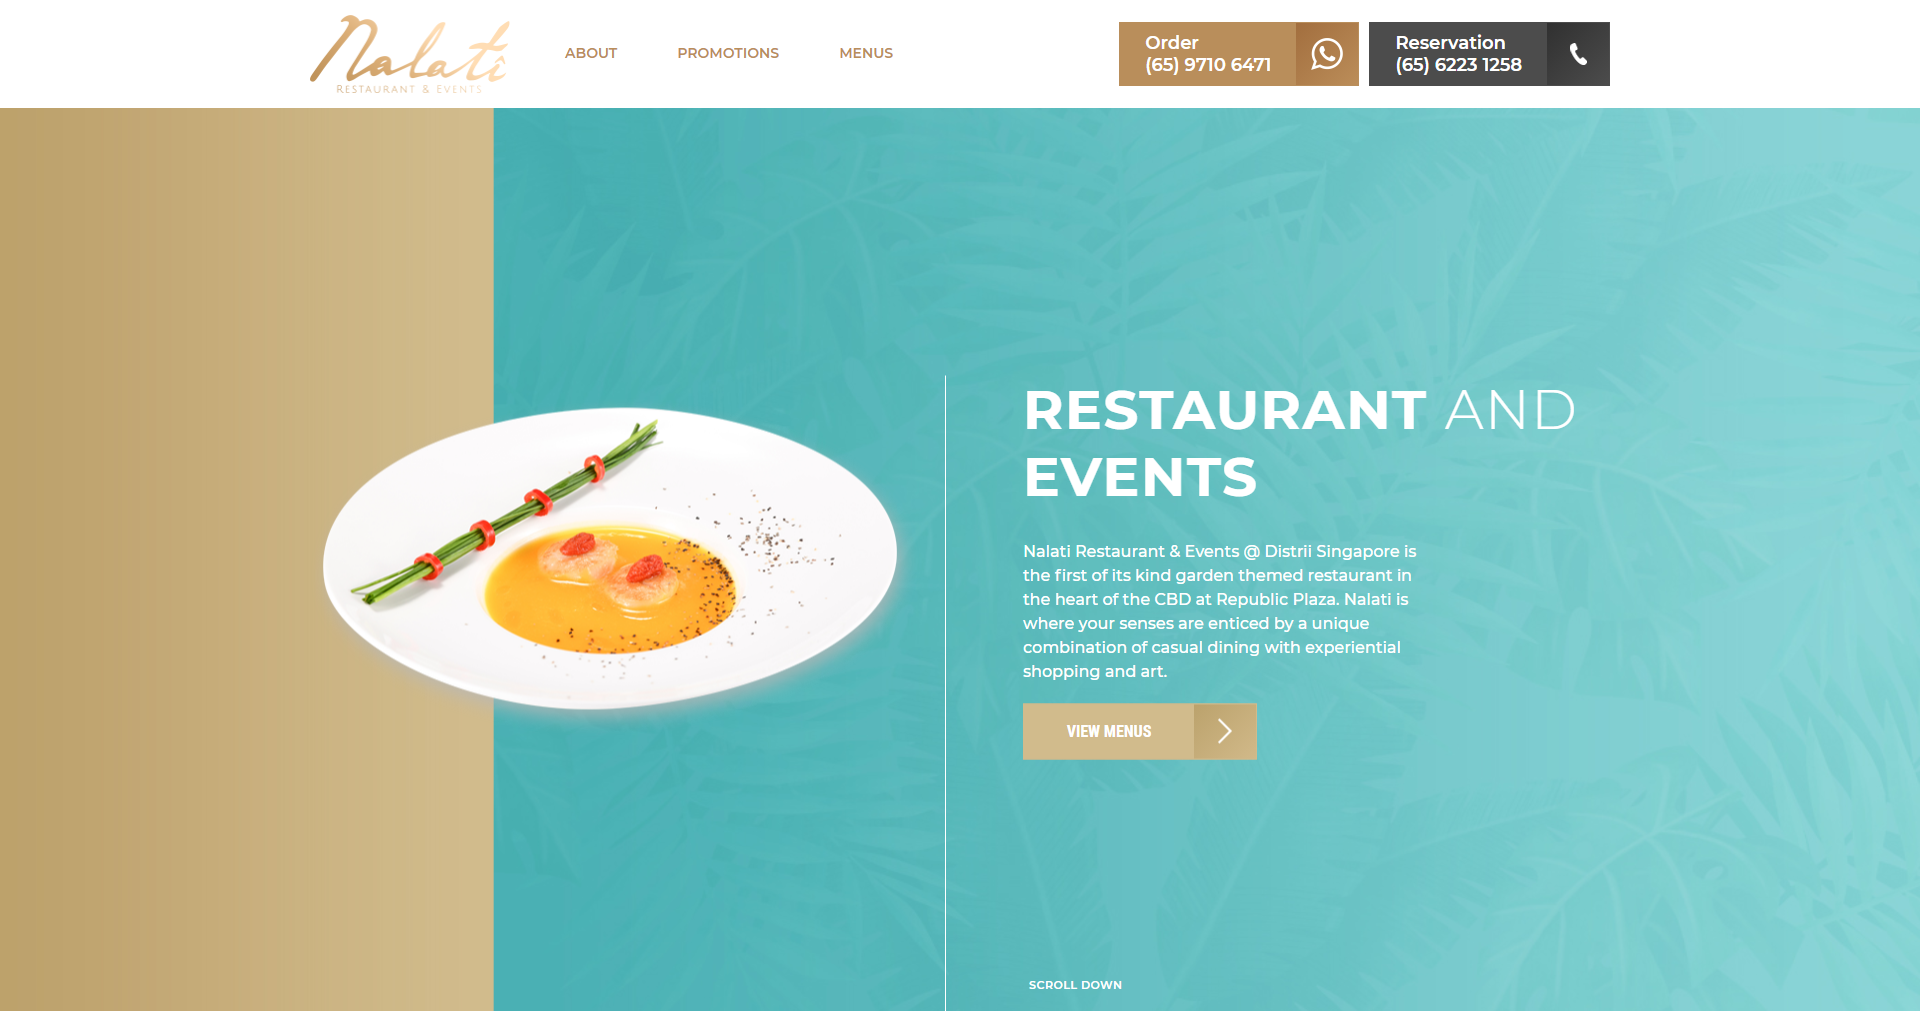 Nalatî
RESTAURANT & EVENTS
ABOUT
PROMOTIONS
MENUS
Order
(65) 9710 6471
Reservation
(65) 6223 1258
RESTAURANT AND
EVENTS
Nalati Restaurant & Events @ Distrii Singapore is
the first of its kind garden themed restaurant in
the heart of the CBD at Republic Plaza. Nalati is
where your senses are enticed by a unique
combination of casual dining with experiential
shopping and art.
VIEW MENUS
SCROLL DOWN